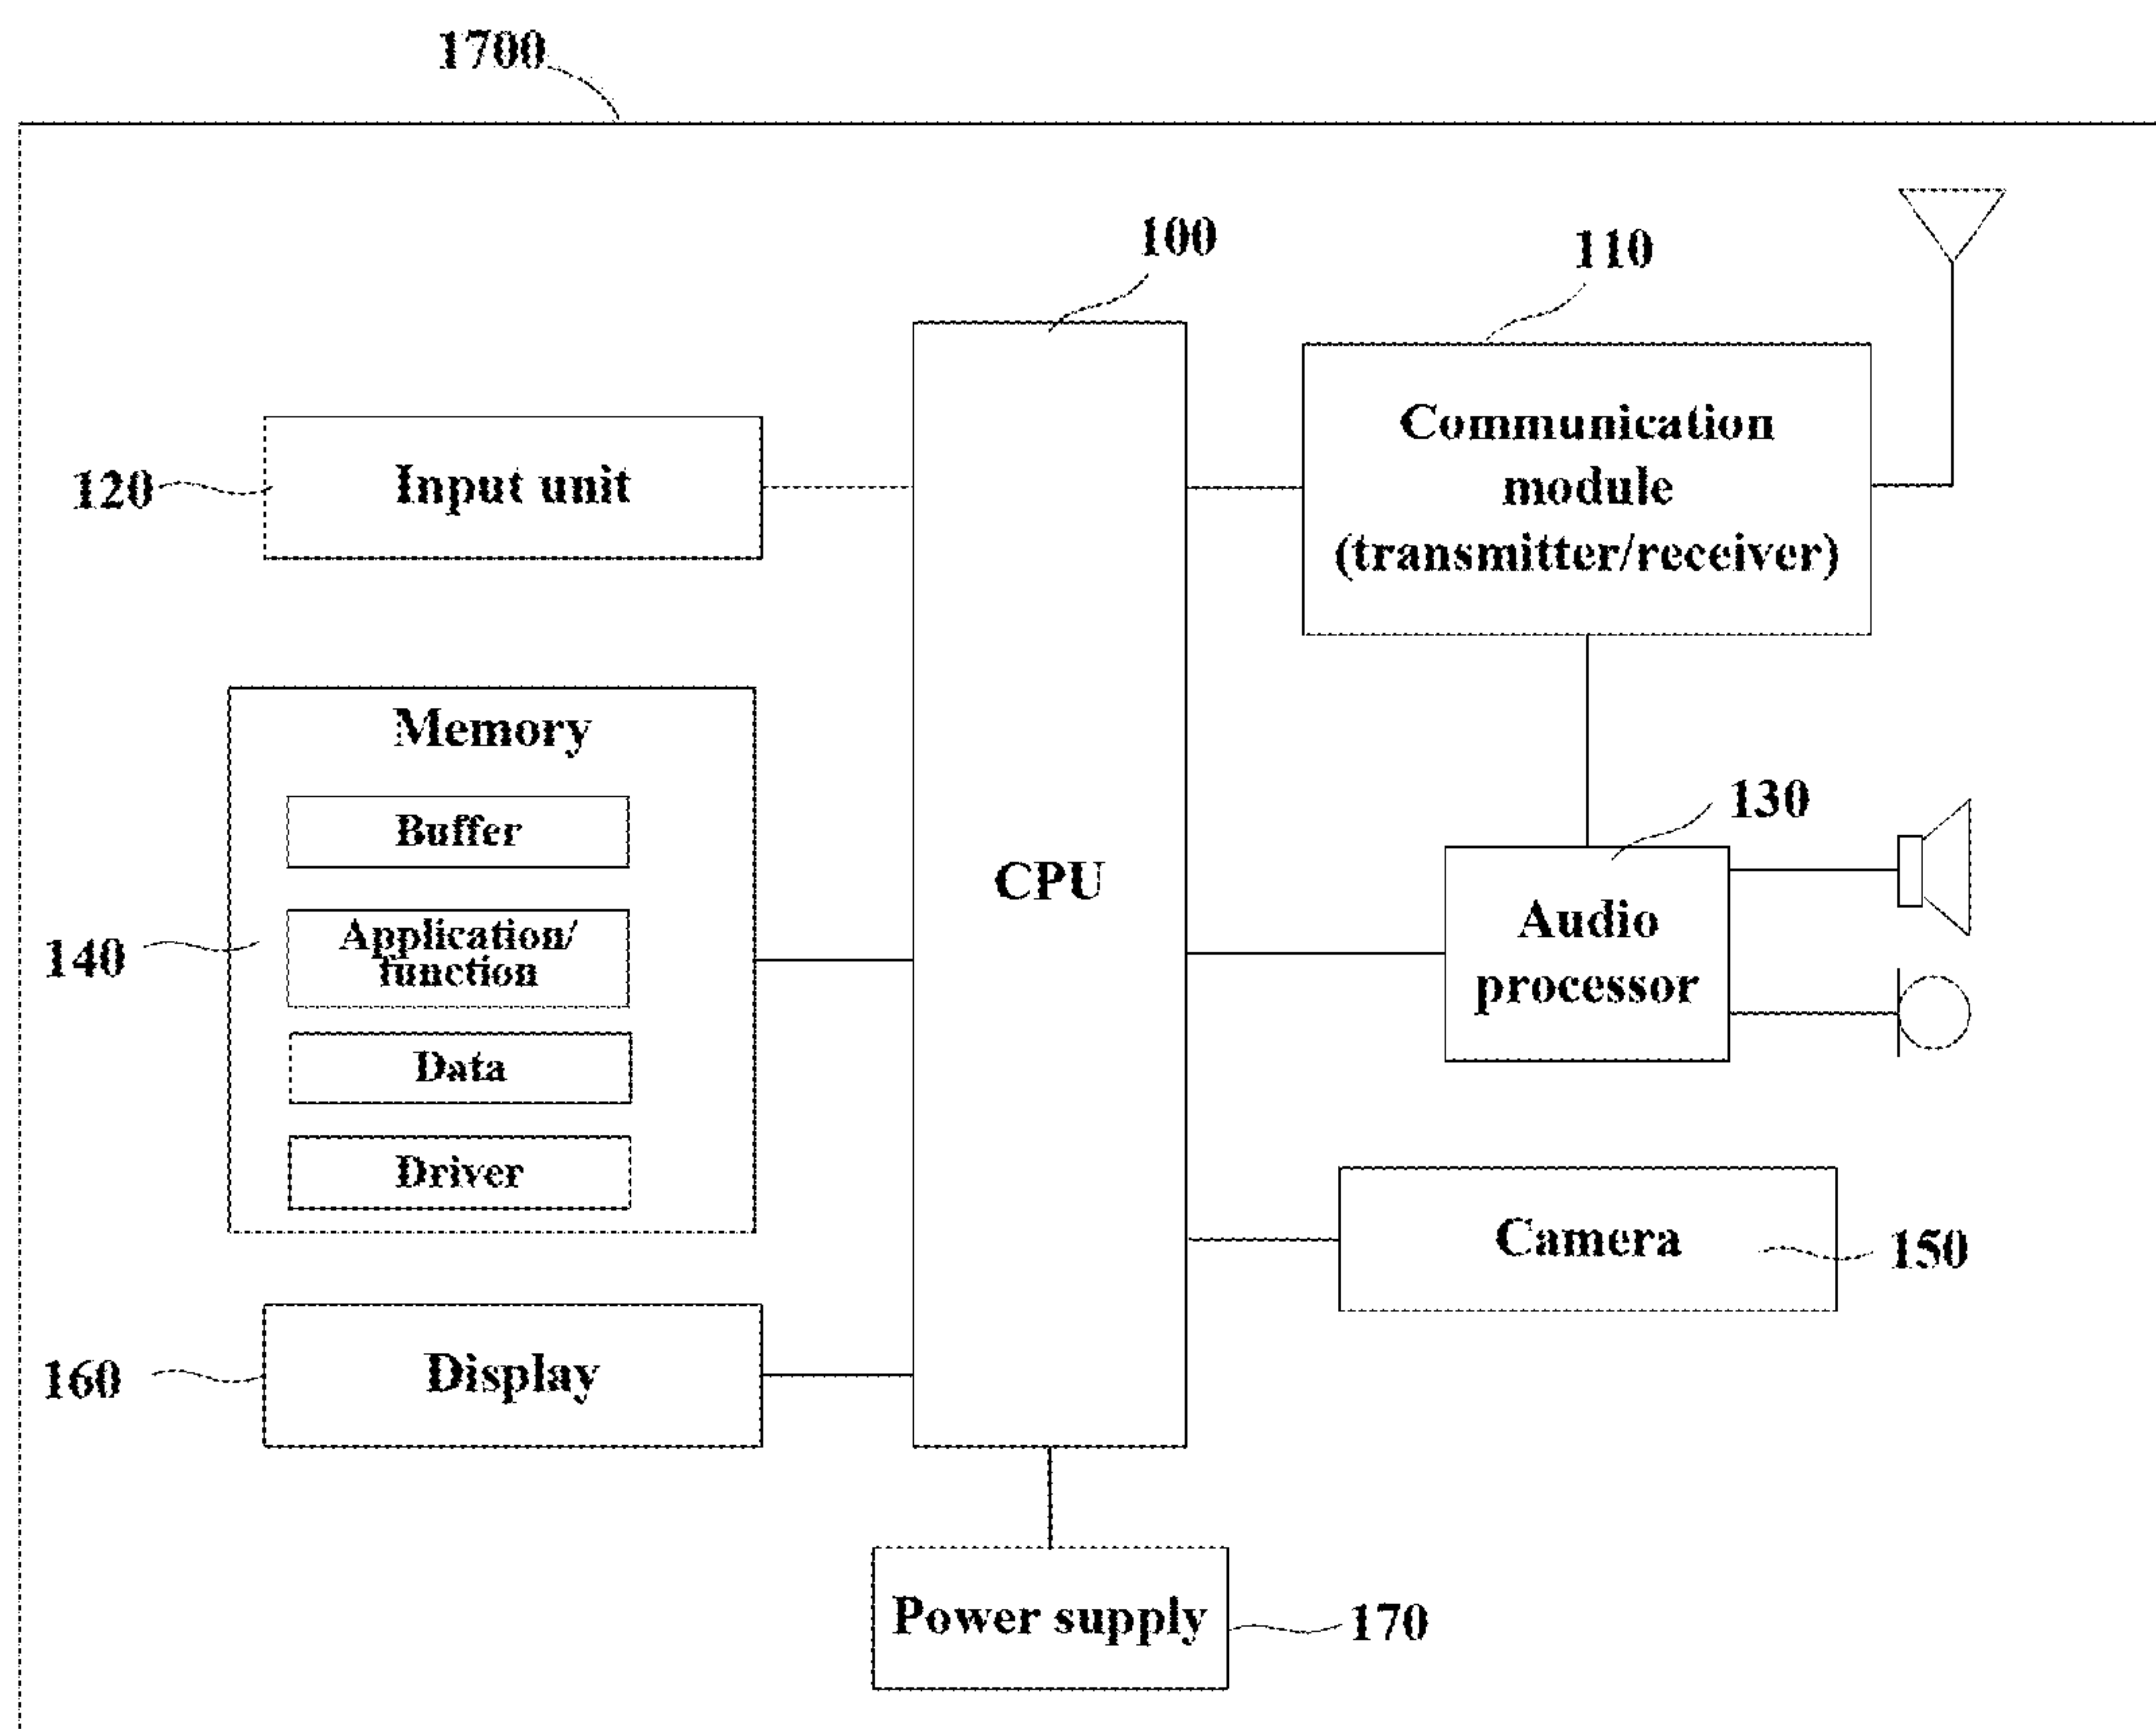 1700
100
110
120
Input unit
Communication
module
(transmitter/receiver)
Memory
Buffer
Application/
function
Data
Driver
140
CPU
130
Audio
processor
Camera
150
160
Display
Power supply
170